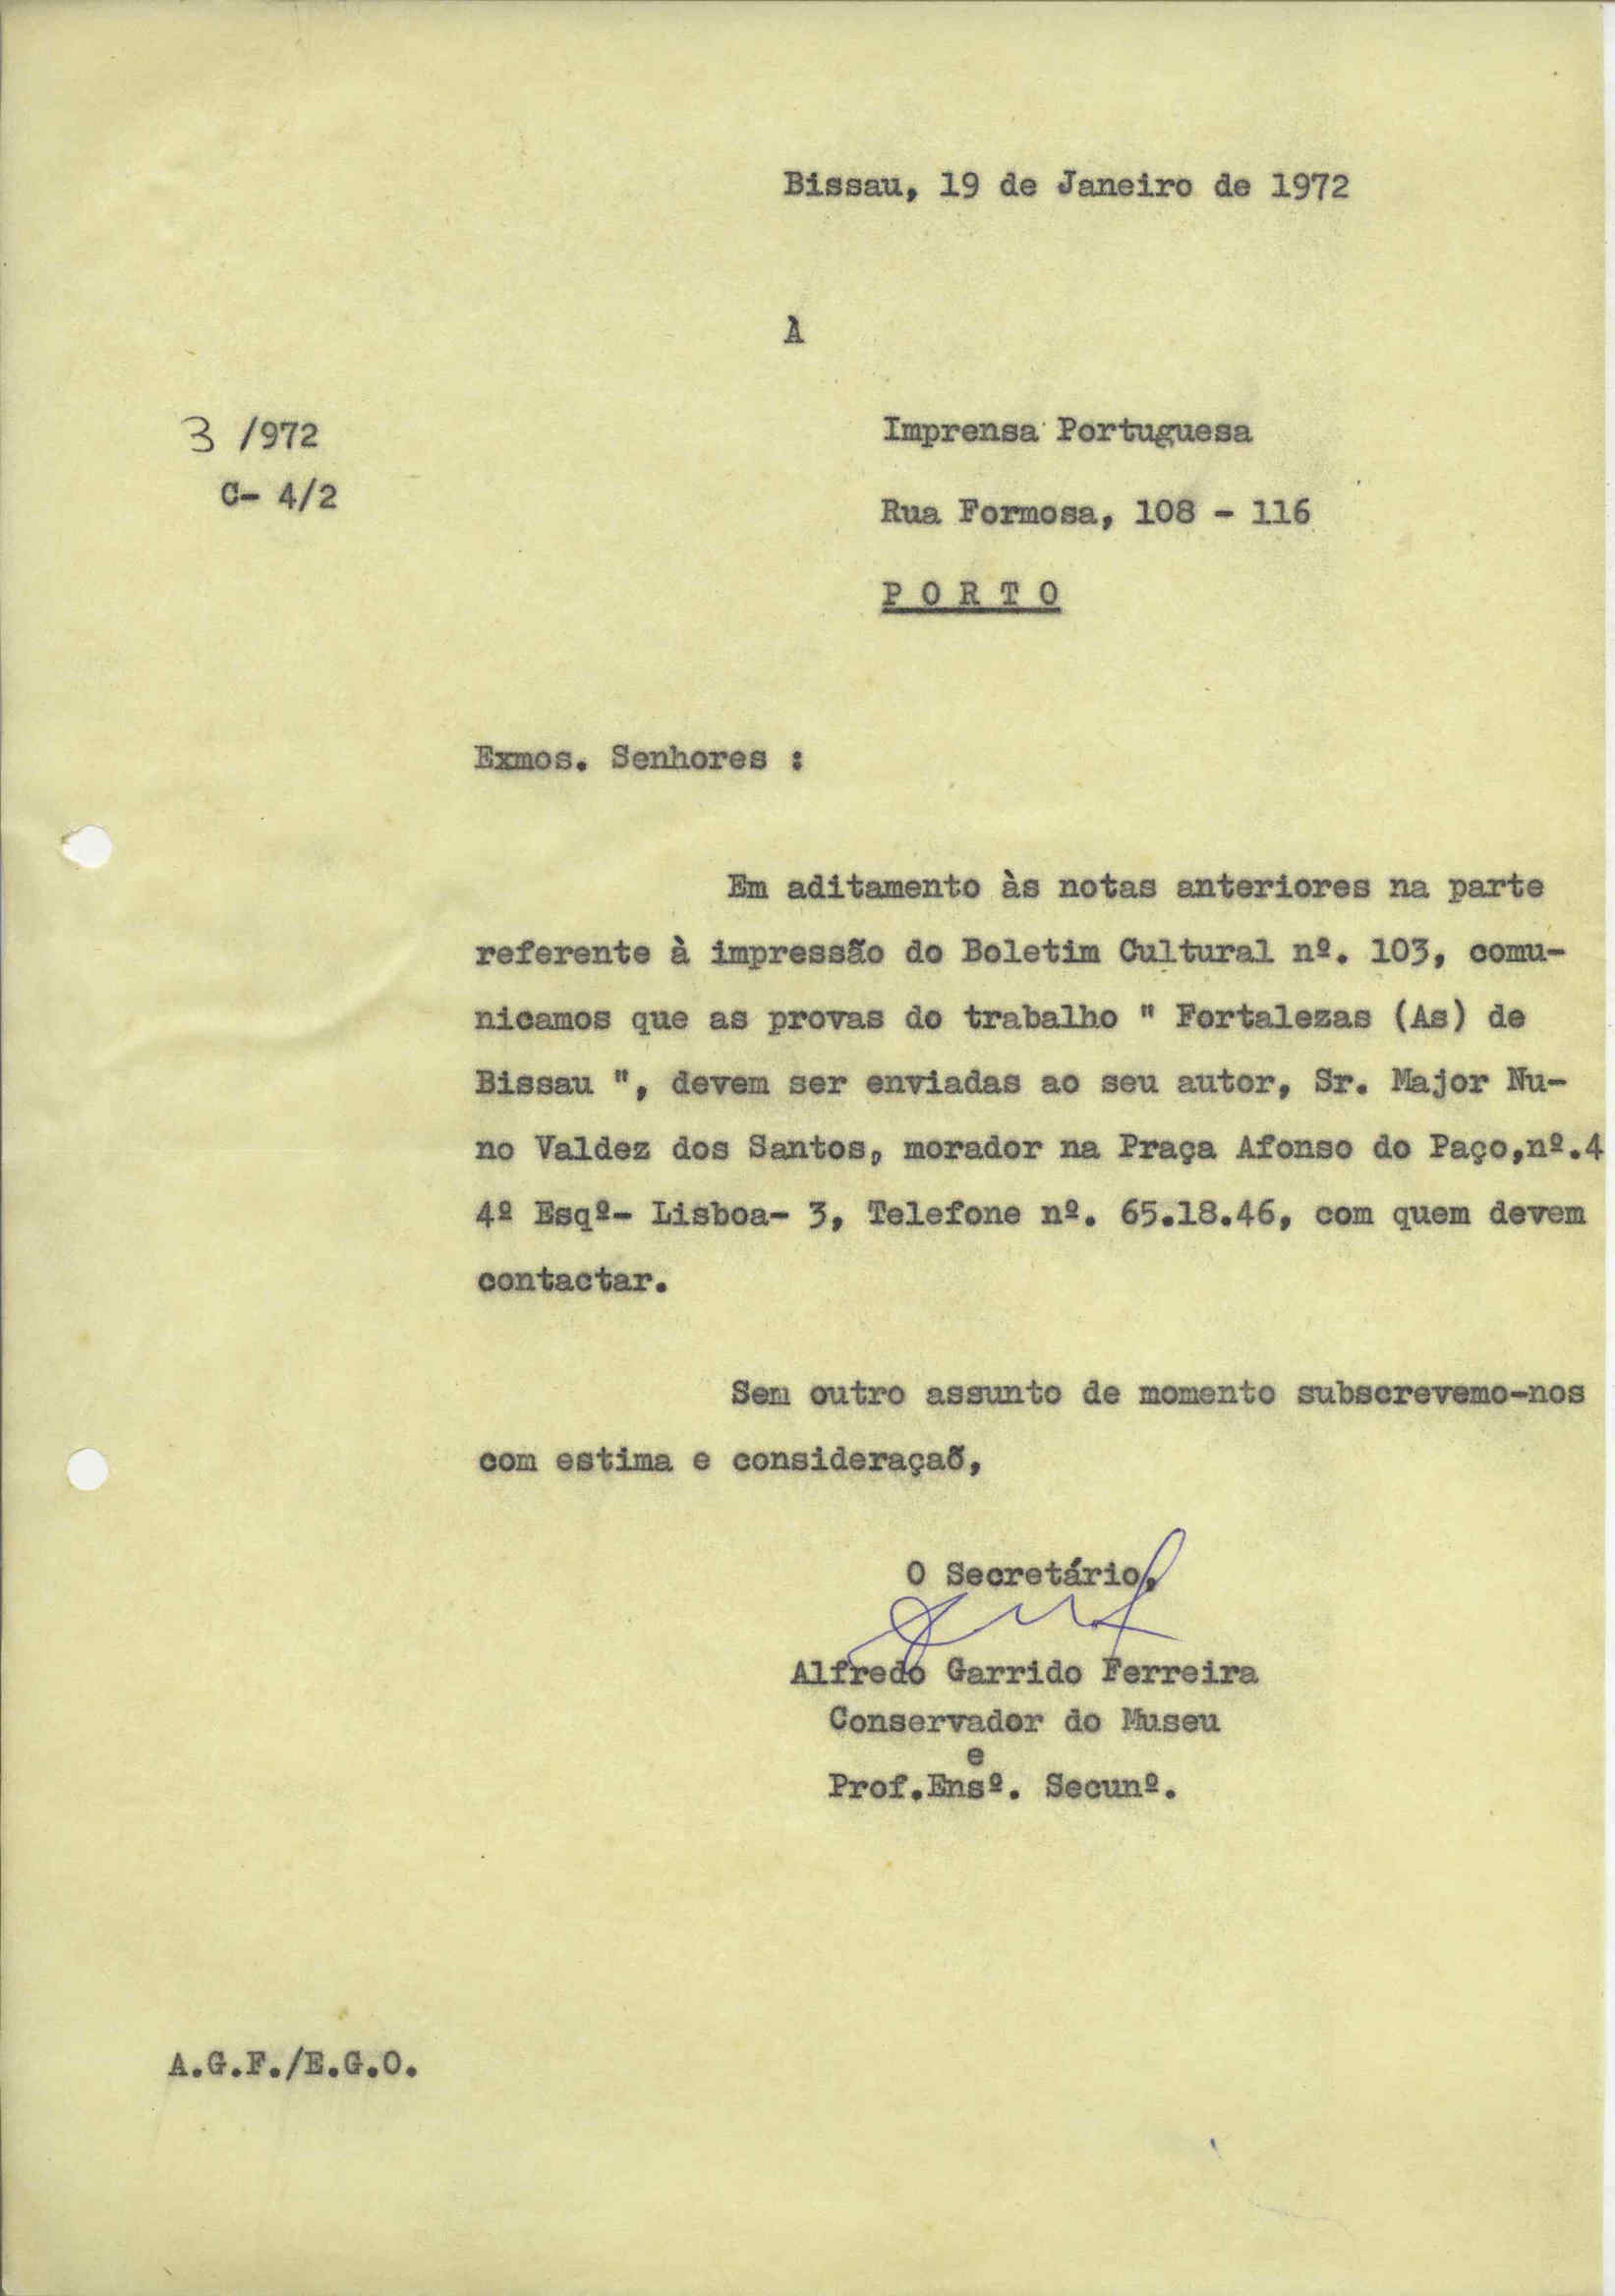 Bissau, 19 de Janeiro de 1972
À
3 /972
C- 4/2
Imprensa Portuguesa
Rua Formosa, 108 - 116
P O R T O
Exmos. Senhores :
Em aditamento às notas anteriores na parte
referente à impressão do Boletim Cultural nº. 103, comu-
nicamos que as provas do trabalho " Fortalezas (As) de
Bissau ", devem ser enviadas ao seu autor, Sr. Major Nu-
no Valdez dos Santos, morador na Praça Afonso do Paço,nº.4
4º Esqº- Lisboa- 3, Telefone nº. 65.18.46, com quem devem
contactar.
Sem outro assunto de momento subscrevemo-nos
com estima e consideraçaõ,
O Secretário,
Alfredo Garrido Ferreira
Conservador do Museu
e
Prof.Ensº. Secunº.
A.G.F./E.G.O.